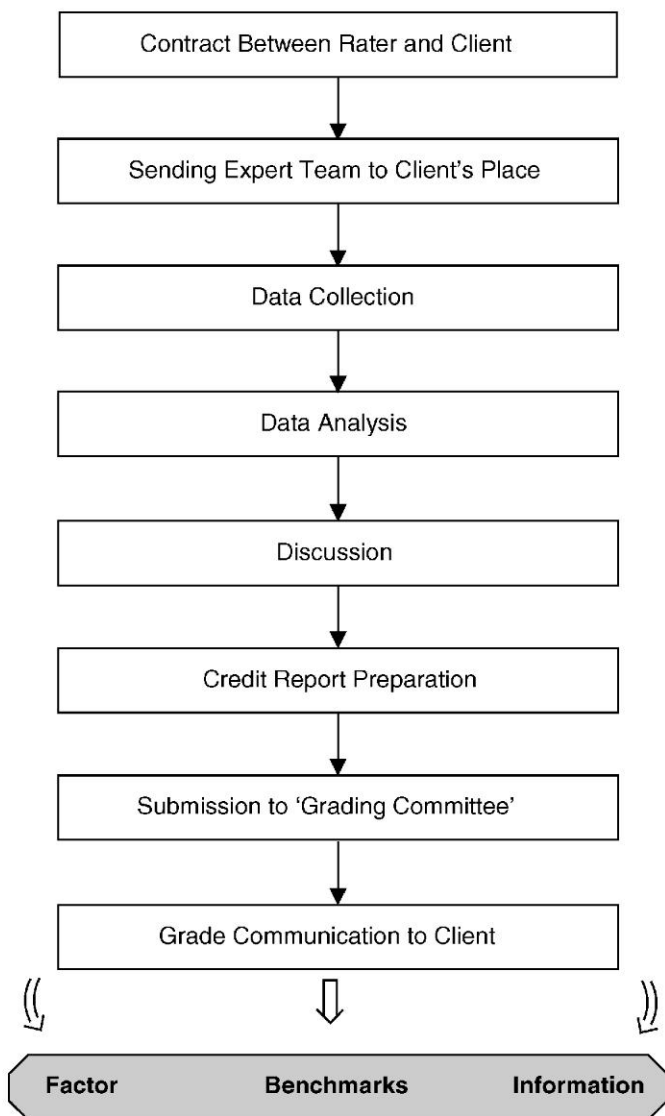 Contract Between Rater and Client
Sending Expert Team to Client's Place
Data Collection
Data Analysis
Discussion
Credit Report Preparation
Submission to ‘Grading Committee’
Grade Communication to Client
Factor Benchmarks Information